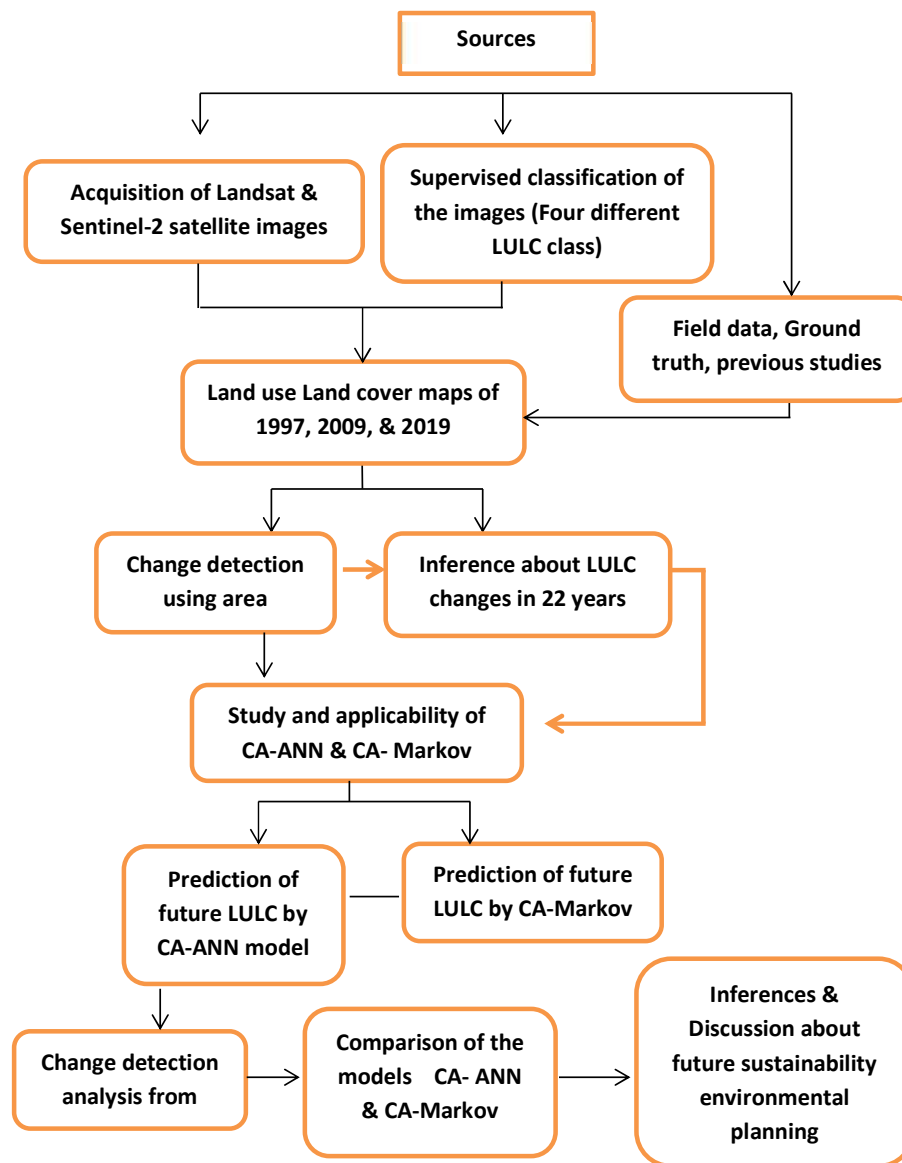 Sources
Acquisition of Landsat &
Sentinel-2 satellite images
Supervised classification of
the images (Four different
LULC class)
Field data, Ground
truth, previous studies
Land use Land cover maps of
1997, 2009, & 2019
Change detection
using area
Inference about LULC
changes in 22 years
Study and applicability of
CA-ANN & CA- Markov
Prediction of
future LULC by
CA-ANN model
Prediction of future
LULC by CA-Markov
Change detection
analysis from
Comparison of the
models CA- ANN
& CA-Markov
Inferences &
Discussion about
future sustainability
environmental
planning